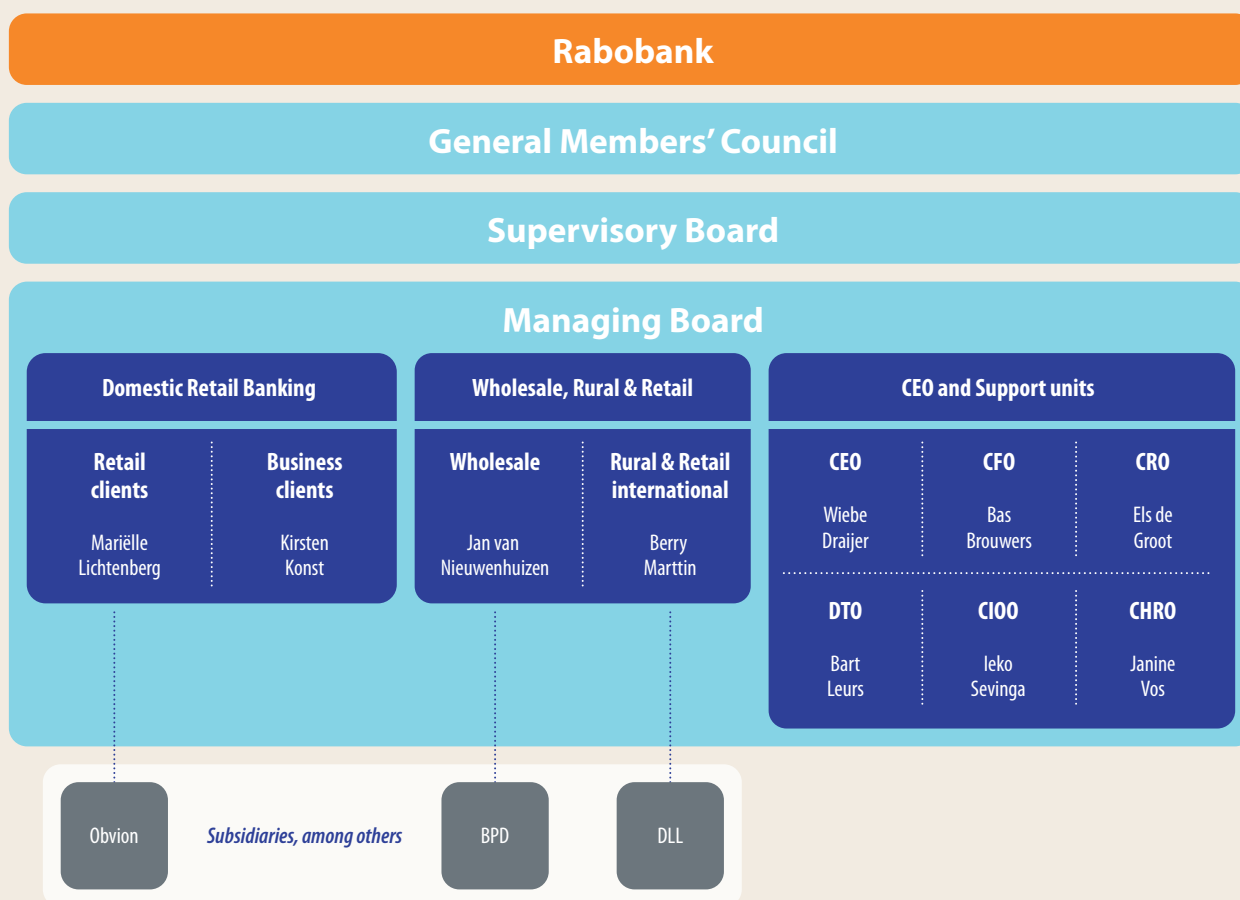 Rabobank
General Members’ Council
Supervisory Board
Managing Board
Domestic Retail Banking
Retail
clients
Mariëlle
Lichtenberg
Business
clients
Kirsten
Konst
Wholesale, Rural & Retail
Wholesale
Jan van
Nieuwenhuizen
Rural & Retail
international
Berry
Marttin
CEO and Support units
CEO
Wiebe
Draijer
CFO
Bas
Brouwers
CRO
Els de
Groot
DTO
Bart
Leurs
CIOO
Ieko
Sevinga
CHRO
Janine
Vos
Obvion
Subsidiaries, among others
BPD
DLL